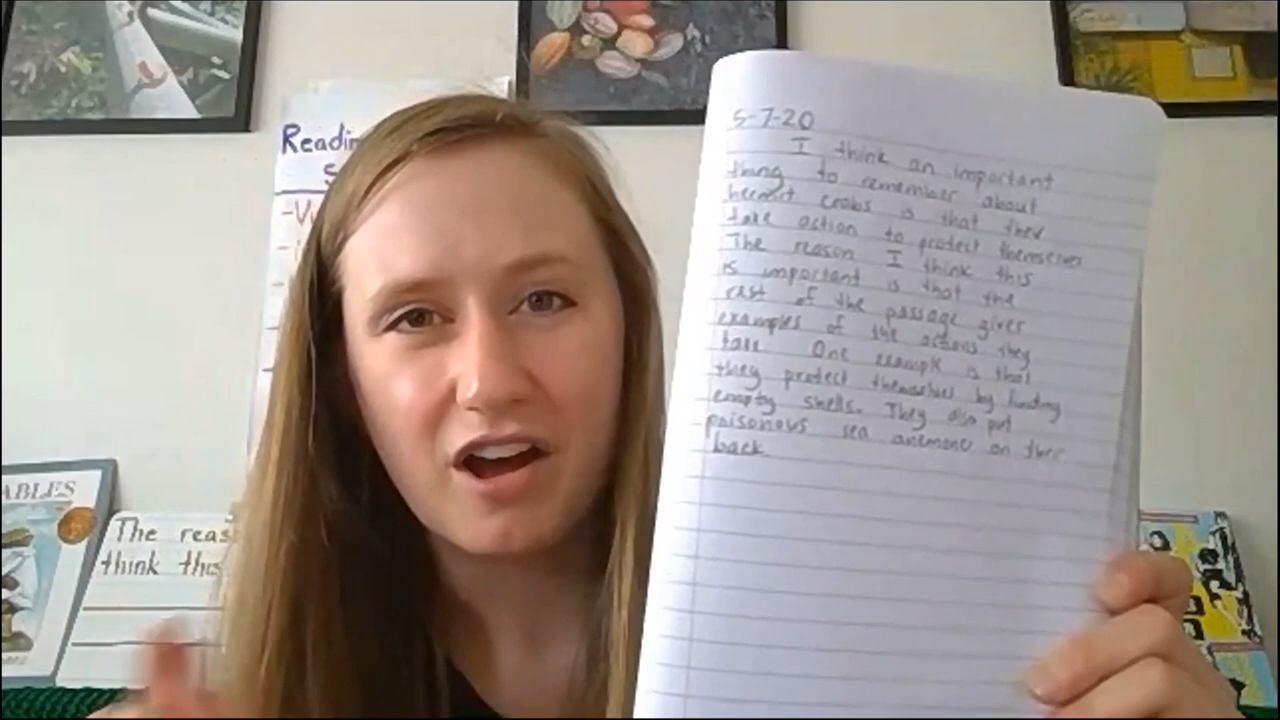 5-7-20
I think an important
thing to remember about
hermit crabs is that they
take action to protect themselves
The reason I think this
is important is that the
rest of the passage gives
examples of the actions they
take. One example is that
they protect themselves by finding
empty shells. They also put
poisonous sea anemone on their
back.
Readin
S
ABLES
The reas
think this